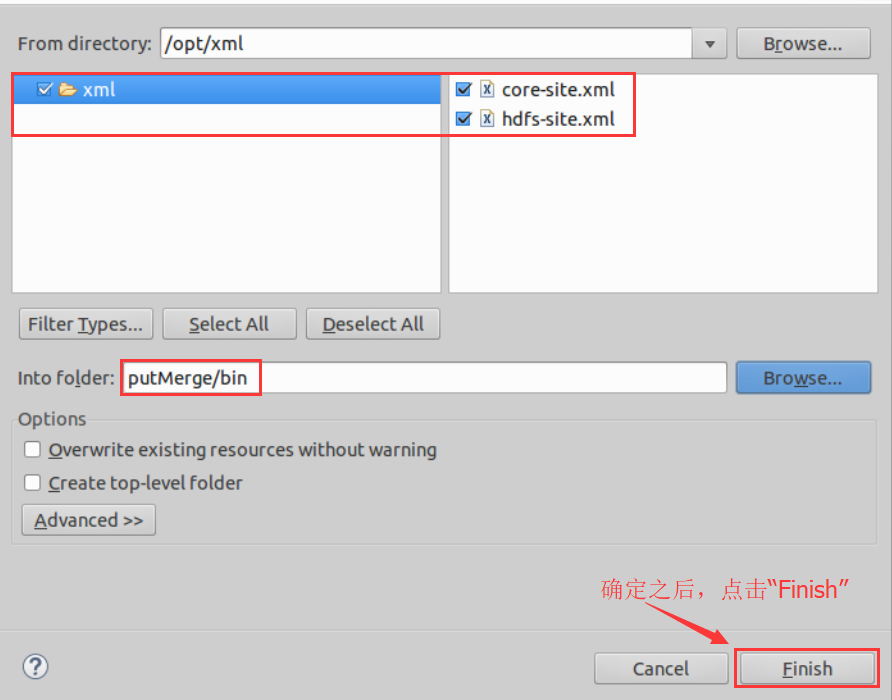 From directory: /opt/xml Browse...
xml
core-site.xml
hdfs-site.xml
Filter Types... Select All Deselect All
Into folder: putMerge/bin Browse...
Options
Overwrite existing resources without warning
Create top-level folder
Advanced >>
确定之后，点击“Finish”
? Cancel Finish